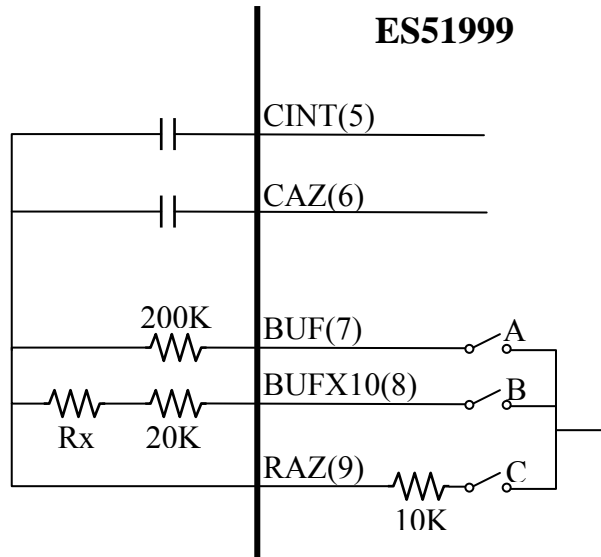 ES51999
CINT(5)
CAZ(6)
200K
BUF(7)
A
BUFX10(8)
B
Rx
20K
RAZ(9)
C
10K